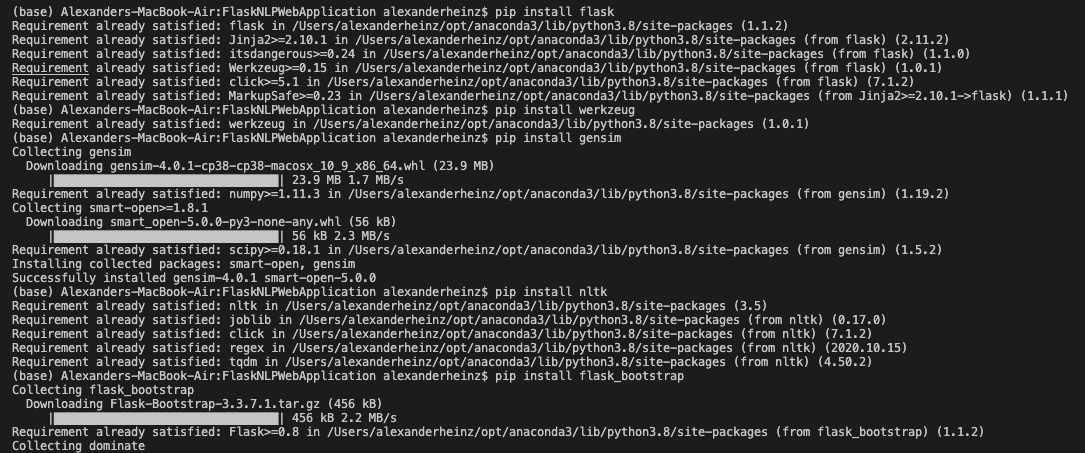 (base) Alexanders-MacBook-Air:FlaskNLPWebApplication alexanderheinz$ pip install flask
Requirement already satisfied: flask in /Users/alexanderheinz/opt/anaconda3/lib/python3.8/site-packages (1.1.2)
Requirement already satisfied: Jinja2>=2.10.1 in /Users/alexanderheinz/opt/anaconda3/lib/python3.8/site-packages (from flask) (2.11.2)
Requirement already satisfied: itsdangerous>=0.24 in /Users/alexanderheinz/opt/anaconda3/lib/python3.8/site-packages (from flask) (1.1.0)
Requirement already satisfied: Werkzeug>=0.15 in /Users/alexanderheinz/opt/anaconda3/lib/python3.8/site-packages (from flask) (1.0.1)
Requirement already satisfied: click>=5.1 in /Users/alexanderheinz/opt/anaconda3/lib/python3.8/site-packages (from flask) (7.1.2)
Requirement already satisfied: MarkupSafe>=0.23 in /Users/alexanderheinz/opt/anaconda3/lib/python3.8/site-packages (from Jinja2>=2.10.1->flask) (1.1.1)
(base) Alexanders-MacBook-Air:FlaskNLPWebApplication alexanderheinz$ pip install werkzeug
Requirement already satisfied: werkzeug in /Users/alexanderheinz/opt/anaconda3/lib/python3.8/site-packages (1.0.1)
(base) Alexanders-MacBook-Air:FlaskNLPWebApplication alexanderheinz$ pip install gensim
Collecting gensim
Downloading gensim-4.0.1-cp38-cp38-macosx_10_9_x86_64.whl (23.9 MB)
|████████████████████████████████| 23.9 MB 1.7 MB/s
Requirement already satisfied: numpy>=1.11.3 in /Users/alexanderheinz/opt/anaconda3/lib/python3.8/site-packages (from gensim) (1.19.2)
Collecting smart-open>=1.8.1
Downloading smart_open-5.0.0-py3-none-any.whl (56 kB)
|████████████████████████████████| 56 kB 2.3 MB/s
Requirement already satisfied: scipy>=0.18.1 in /Users/alexanderheinz/opt/anaconda3/lib/python3.8/site-packages (from gensim) (1.5.2)
Installing collected packages: smart-open, gensim
Successfully installed gensim-4.0.1 smart-open-5.0.0
(base) Alexanders-MacBook-Air:FlaskNLPWebApplication alexanderheinz$ pip install nltk
Requirement already satisfied: nltk in /Users/alexanderheinz/opt/anaconda3/lib/python3.8/site-packages (3.5)
Requirement already satisfied: joblib in /Users/alexanderheinz/opt/anaconda3/lib/python3.8/site-packages (from nltk) (0.17.0)
Requirement already satisfied: click in /Users/alexanderheinz/opt/anaconda3/lib/python3.8/site-packages (from nltk) (7.1.2)
Requirement already satisfied: regex in /Users/alexanderheinz/opt/anaconda3/lib/python3.8/site-packages (from nltk) (2020.10.15)
Requirement already satisfied: tqdm in /Users/alexanderheinz/opt/anaconda3/lib/python3.8/site-packages (from nltk) (4.50.2)
(base) Alexanders-MacBook-Air:FlaskNLPWebApplication alexanderheinz$ pip install flask_bootstrap
Collecting flask_bootstrap
Downloading Flask-Bootstrap-3.3.7.1.tar.gz (456 kB)
|████████████████████████████████| 456 kB 2.2 MB/s
Requirement already satisfied: Flask>=0.8 in /Users/alexanderheinz/opt/anaconda3/lib/python3.8/site-packages (from flask_bootstrap) (1.1.2)
Collecting dominate